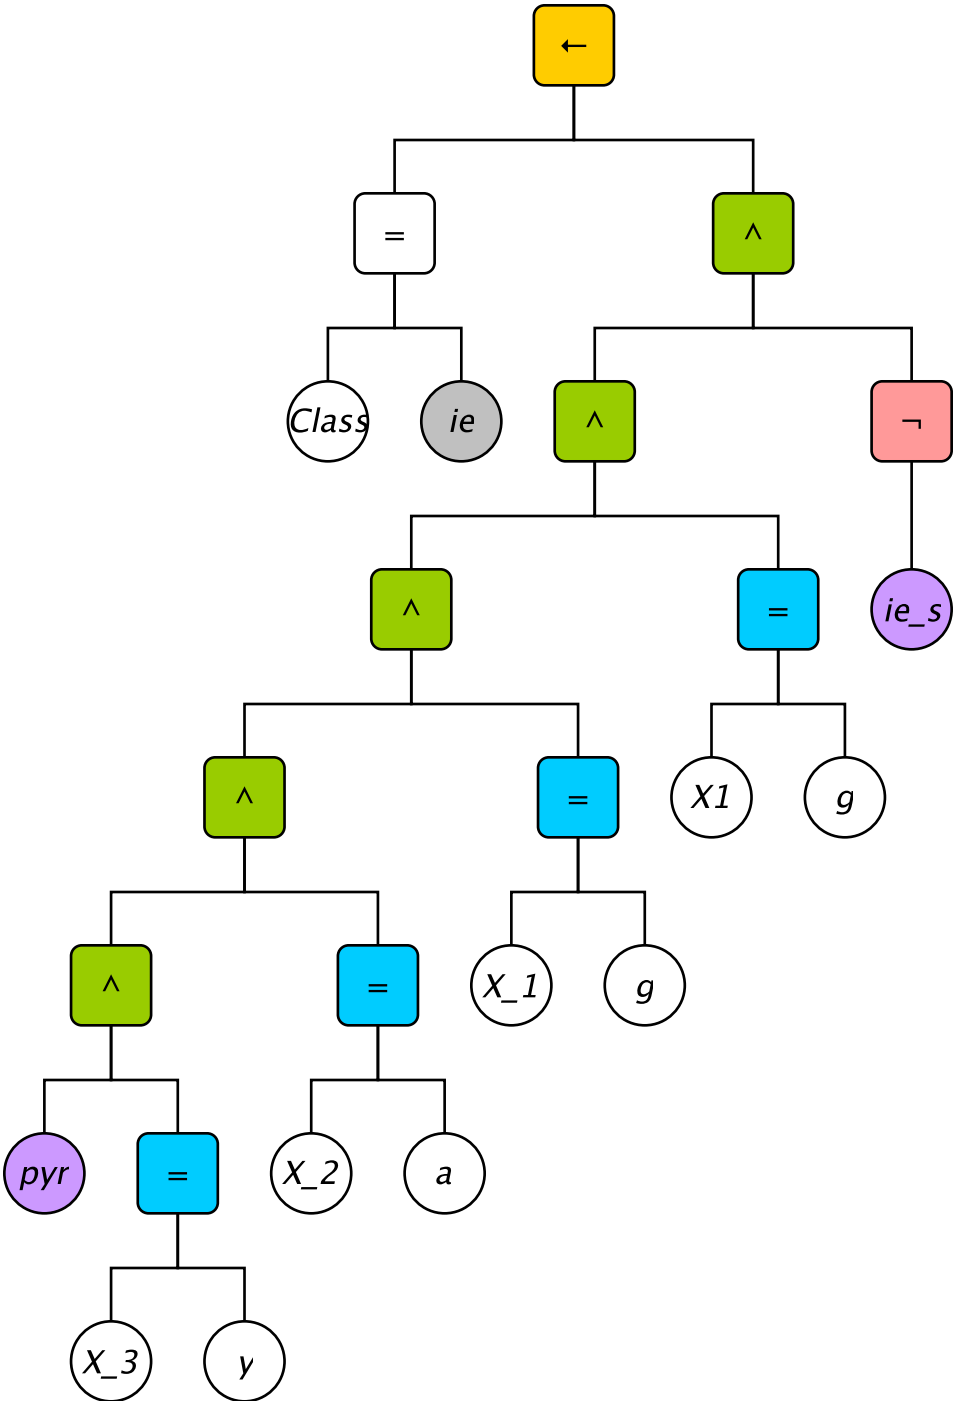 ←
= ^
Class ie ^ ¬
^ = ie_s
^ = X1 g
^ = X_1 g
pyr = X_2 a
X_3 y